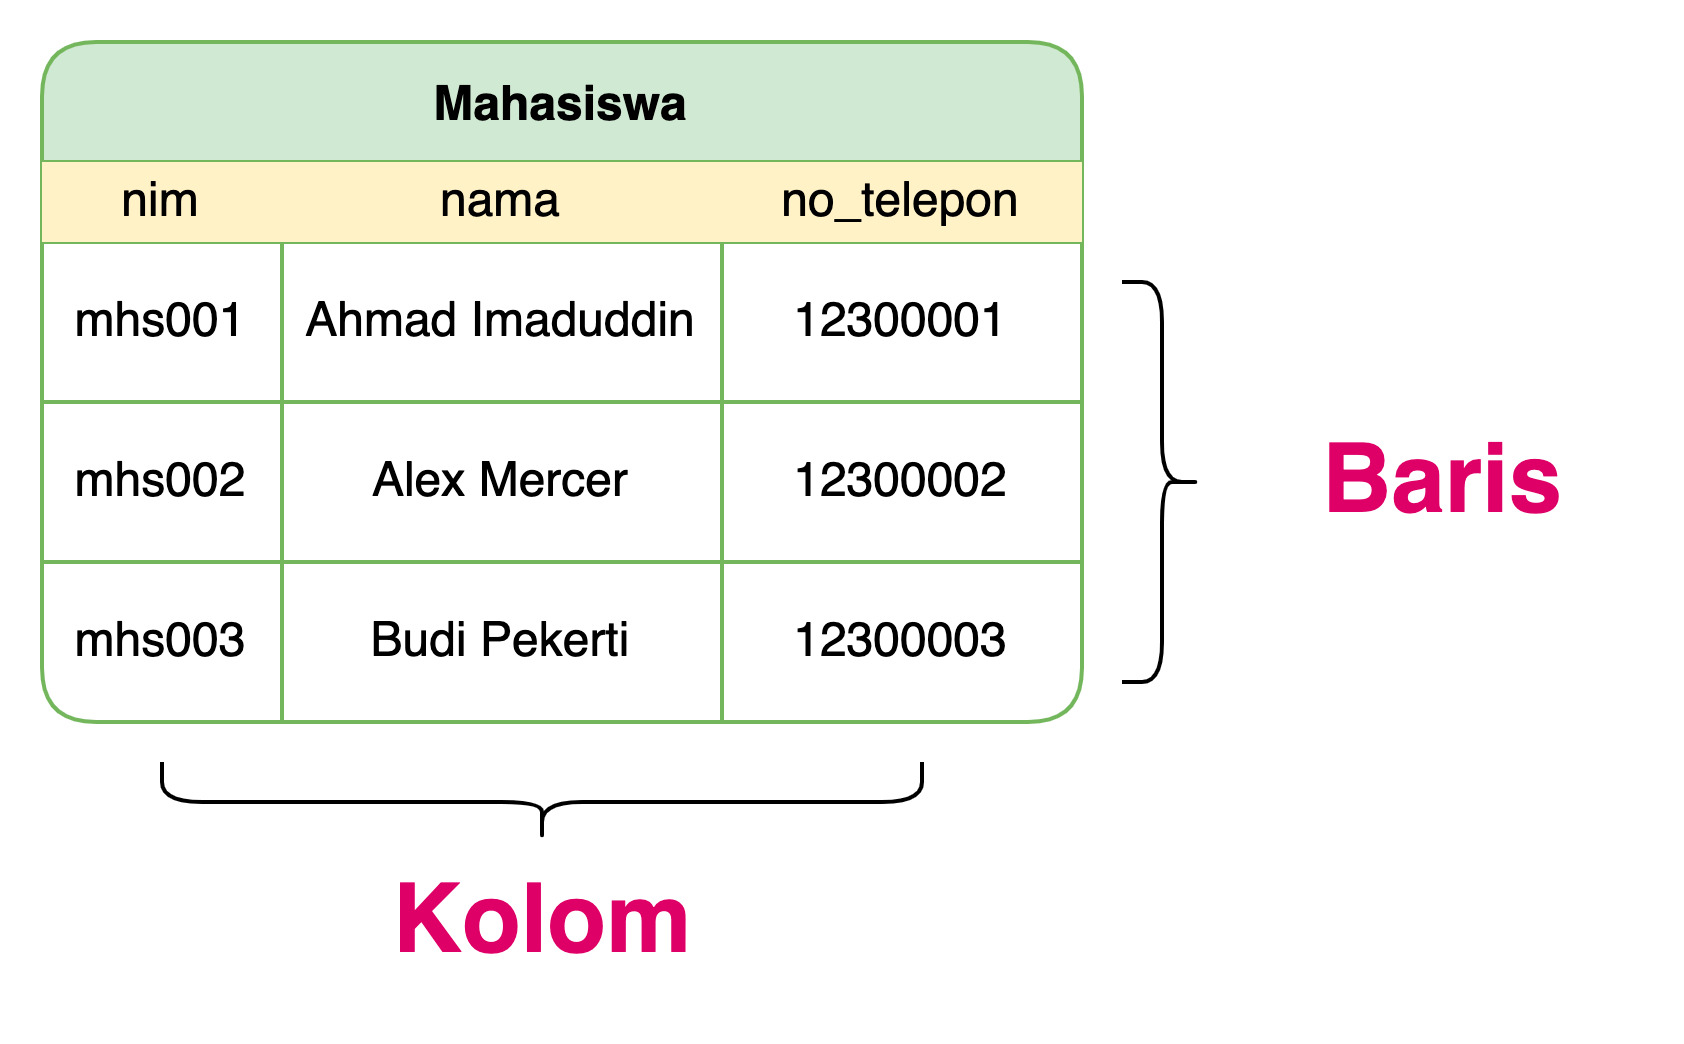 Mahasiswa
nim nama no_telepon
mhs001 Ahmad Imaduddin 12300001
mhs002 Alex Mercer 12300002
mhs003 Budi Pekerti 12300003
Baris
Kolom